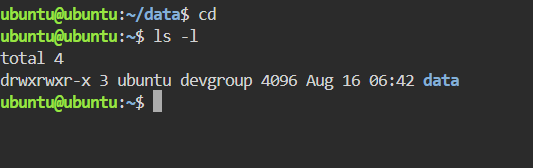 ubuntu@ubuntu:~/data$ cd
ubuntu@ubuntu:~$ ls -l
total 4
drwxrwxr-x 3 ubuntu devgroup 4096 Aug 16 06:42 data
ubuntu@ubuntu:~$